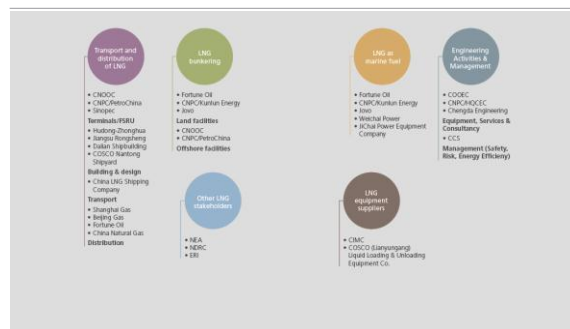 Transport and
distribution
of LNG
• CNOOC
• CNPC/PetroChina
• Sinopec
Terminals/FSRU
• Hudong-Zhonghua
• Jiangsu Rongsheng
• Dalian Shipbuilding
• COSCO Nantong
Shipyard
Building & design
• China LNG Shipping
Company
Transport
• Shanghai Gas
• Beijing Gas
• Fortune Oil
• China Natural Gas
Distribution
LNG
bunkering
• Fortune Oil
• CNPC/Kunlun Energy
• Jovo
Land facilities
• CNOOC
• CNPC/PetroChina
Offshore facilities
LNG as
marine fuel
• Fortune Oil
• CNPC/Kunlun Energy
• Jovo
• Weichai Power
• JiChai Power Equipment
Company
Engineering
Activities &
Management
• COOEC
• CNPC/HQCEC
• Chengda Engineering
Equipment, Services &
Consultancy
• CCS
Management (Safety,
Risk, Energy Efficieny)
Other LNG
stakeholders
• NEA
• NDRC
• ERI
LNG
equipment
suppliers
• CIMC
• COSCO (Lianyungang)
Liquid Loading & Unloading
Equipment Co.